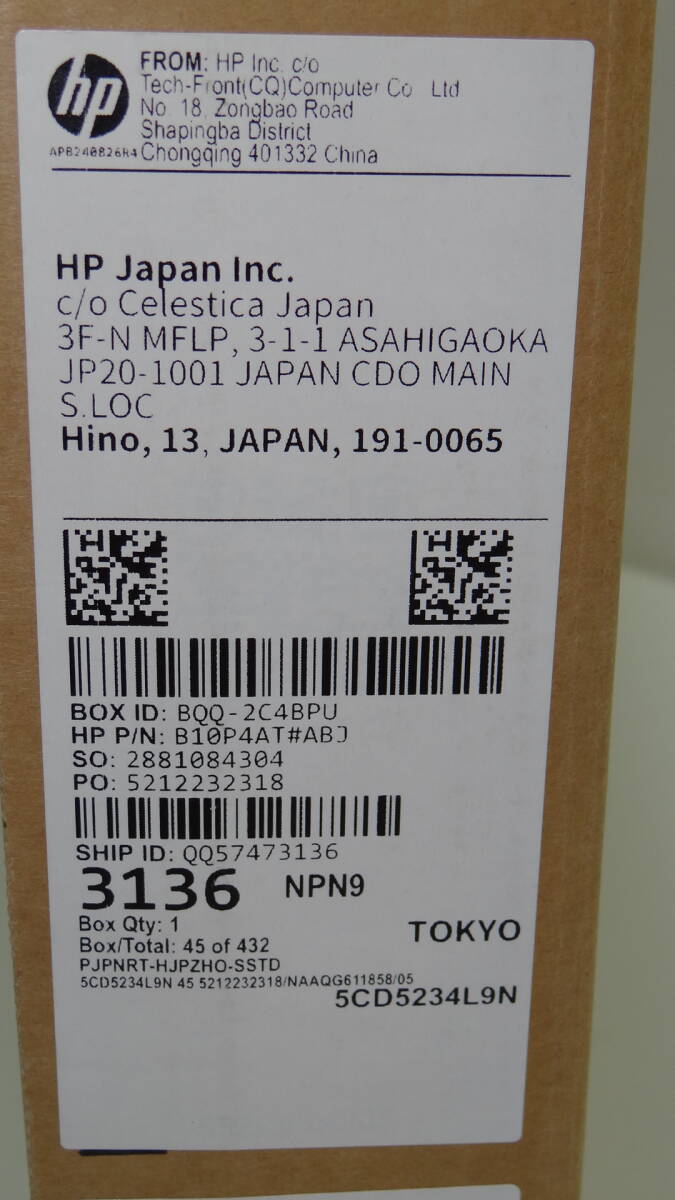 hp
FROM: HP Inc. c/o
Tech-Front(CQ)Computer Co Ltd
No. 18, Zongbao Road
Shapingba District
APB240826R4 Chongqing 401332 China
HP Japan Inc.
c/o Celestica Japan
3F-N MFLP, 3-1-1 ASAHIGAOKA
JP20-1001 JAPAN CDO MAIN
S.LOC
Hino, 13, JAPAN, 191-0065
BOX ID: BQQ-2C4BPU
HP P/N: B10P4AT#ABJ
SO: 2881084304
PO: 5212232318
SHIP ID: QQ57473136
3136 NPN9
Box Qty: 1
TOKYO
Box/Total: 45 of 432
PJPNRT-HJPZHO-SSTD
5CD5234L9N 45 5212232318/NAAQG611858/05
5CD5234L9N